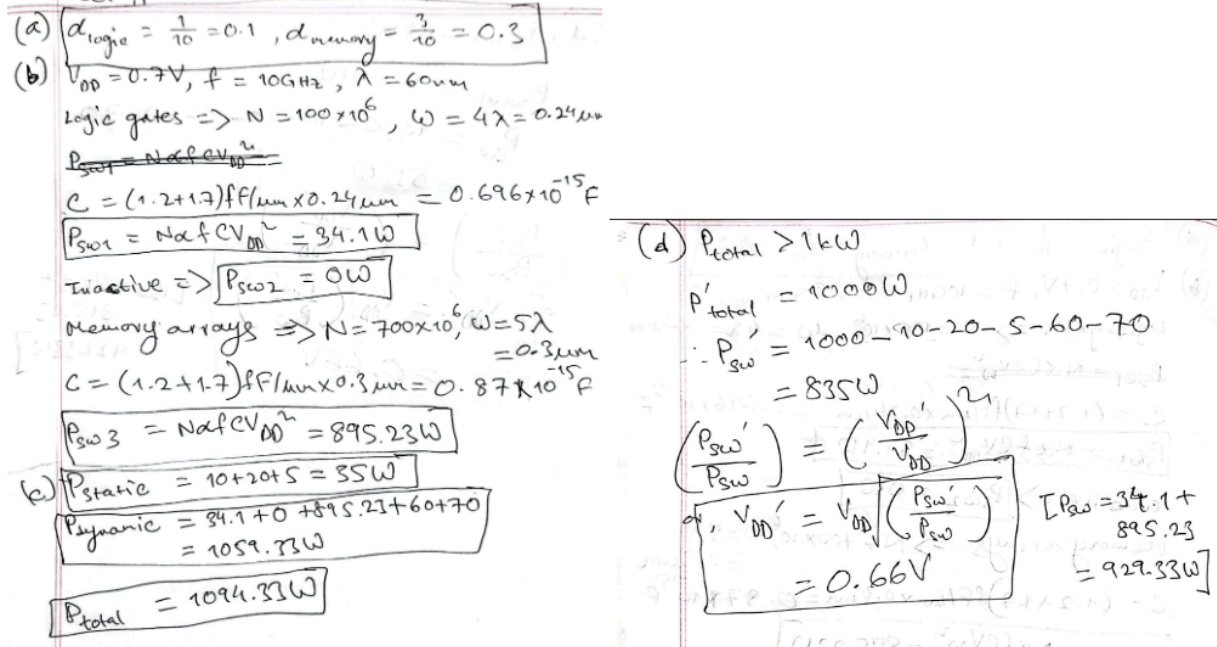 (a) α_logic = 1/10 = 0.1 , α_memory = 3/10 = 0.3
(b) V_DD = 0.7V, f = 10GHz , λ = 60nm
Logic gates => N = 100×10^6 , W = 4λ = 0.24μm
P_sw1 = NαfCV_DD^2
C = (1.2+1.7)fF/μm × 0.24μm = 0.696×10^-15 F
P_sw1 = NαfCV_DD^2 = 34.1W
Inactive => P_sw2 = 0W
Memory arrays => N = 700×10^6, W = 5λ
= 0.3μm
C = (1.2+1.7)fF/μm×0.3μm = 0.87×10^-15 F
P_sw3 = NαfCV_DD^2 = 895.23W
(c) P_static = 10+20+5 = 35W
P_dynamic = 34.1+0+895.23+60+70
= 1059.33W
P_total = 1094.33W
(d) P_total > 1kW
P'_total = 1000W
∴ P_sw' = 1000-10-20-5-60-70
= 835W
(P_sw'/P_sw) = (V_DD'/V_DD)^2
or, V_DD' = V_DD √(P_sw'/P_sw)
= 0.66V
[P_sw = 34.1+
895.23
= 929.33W]